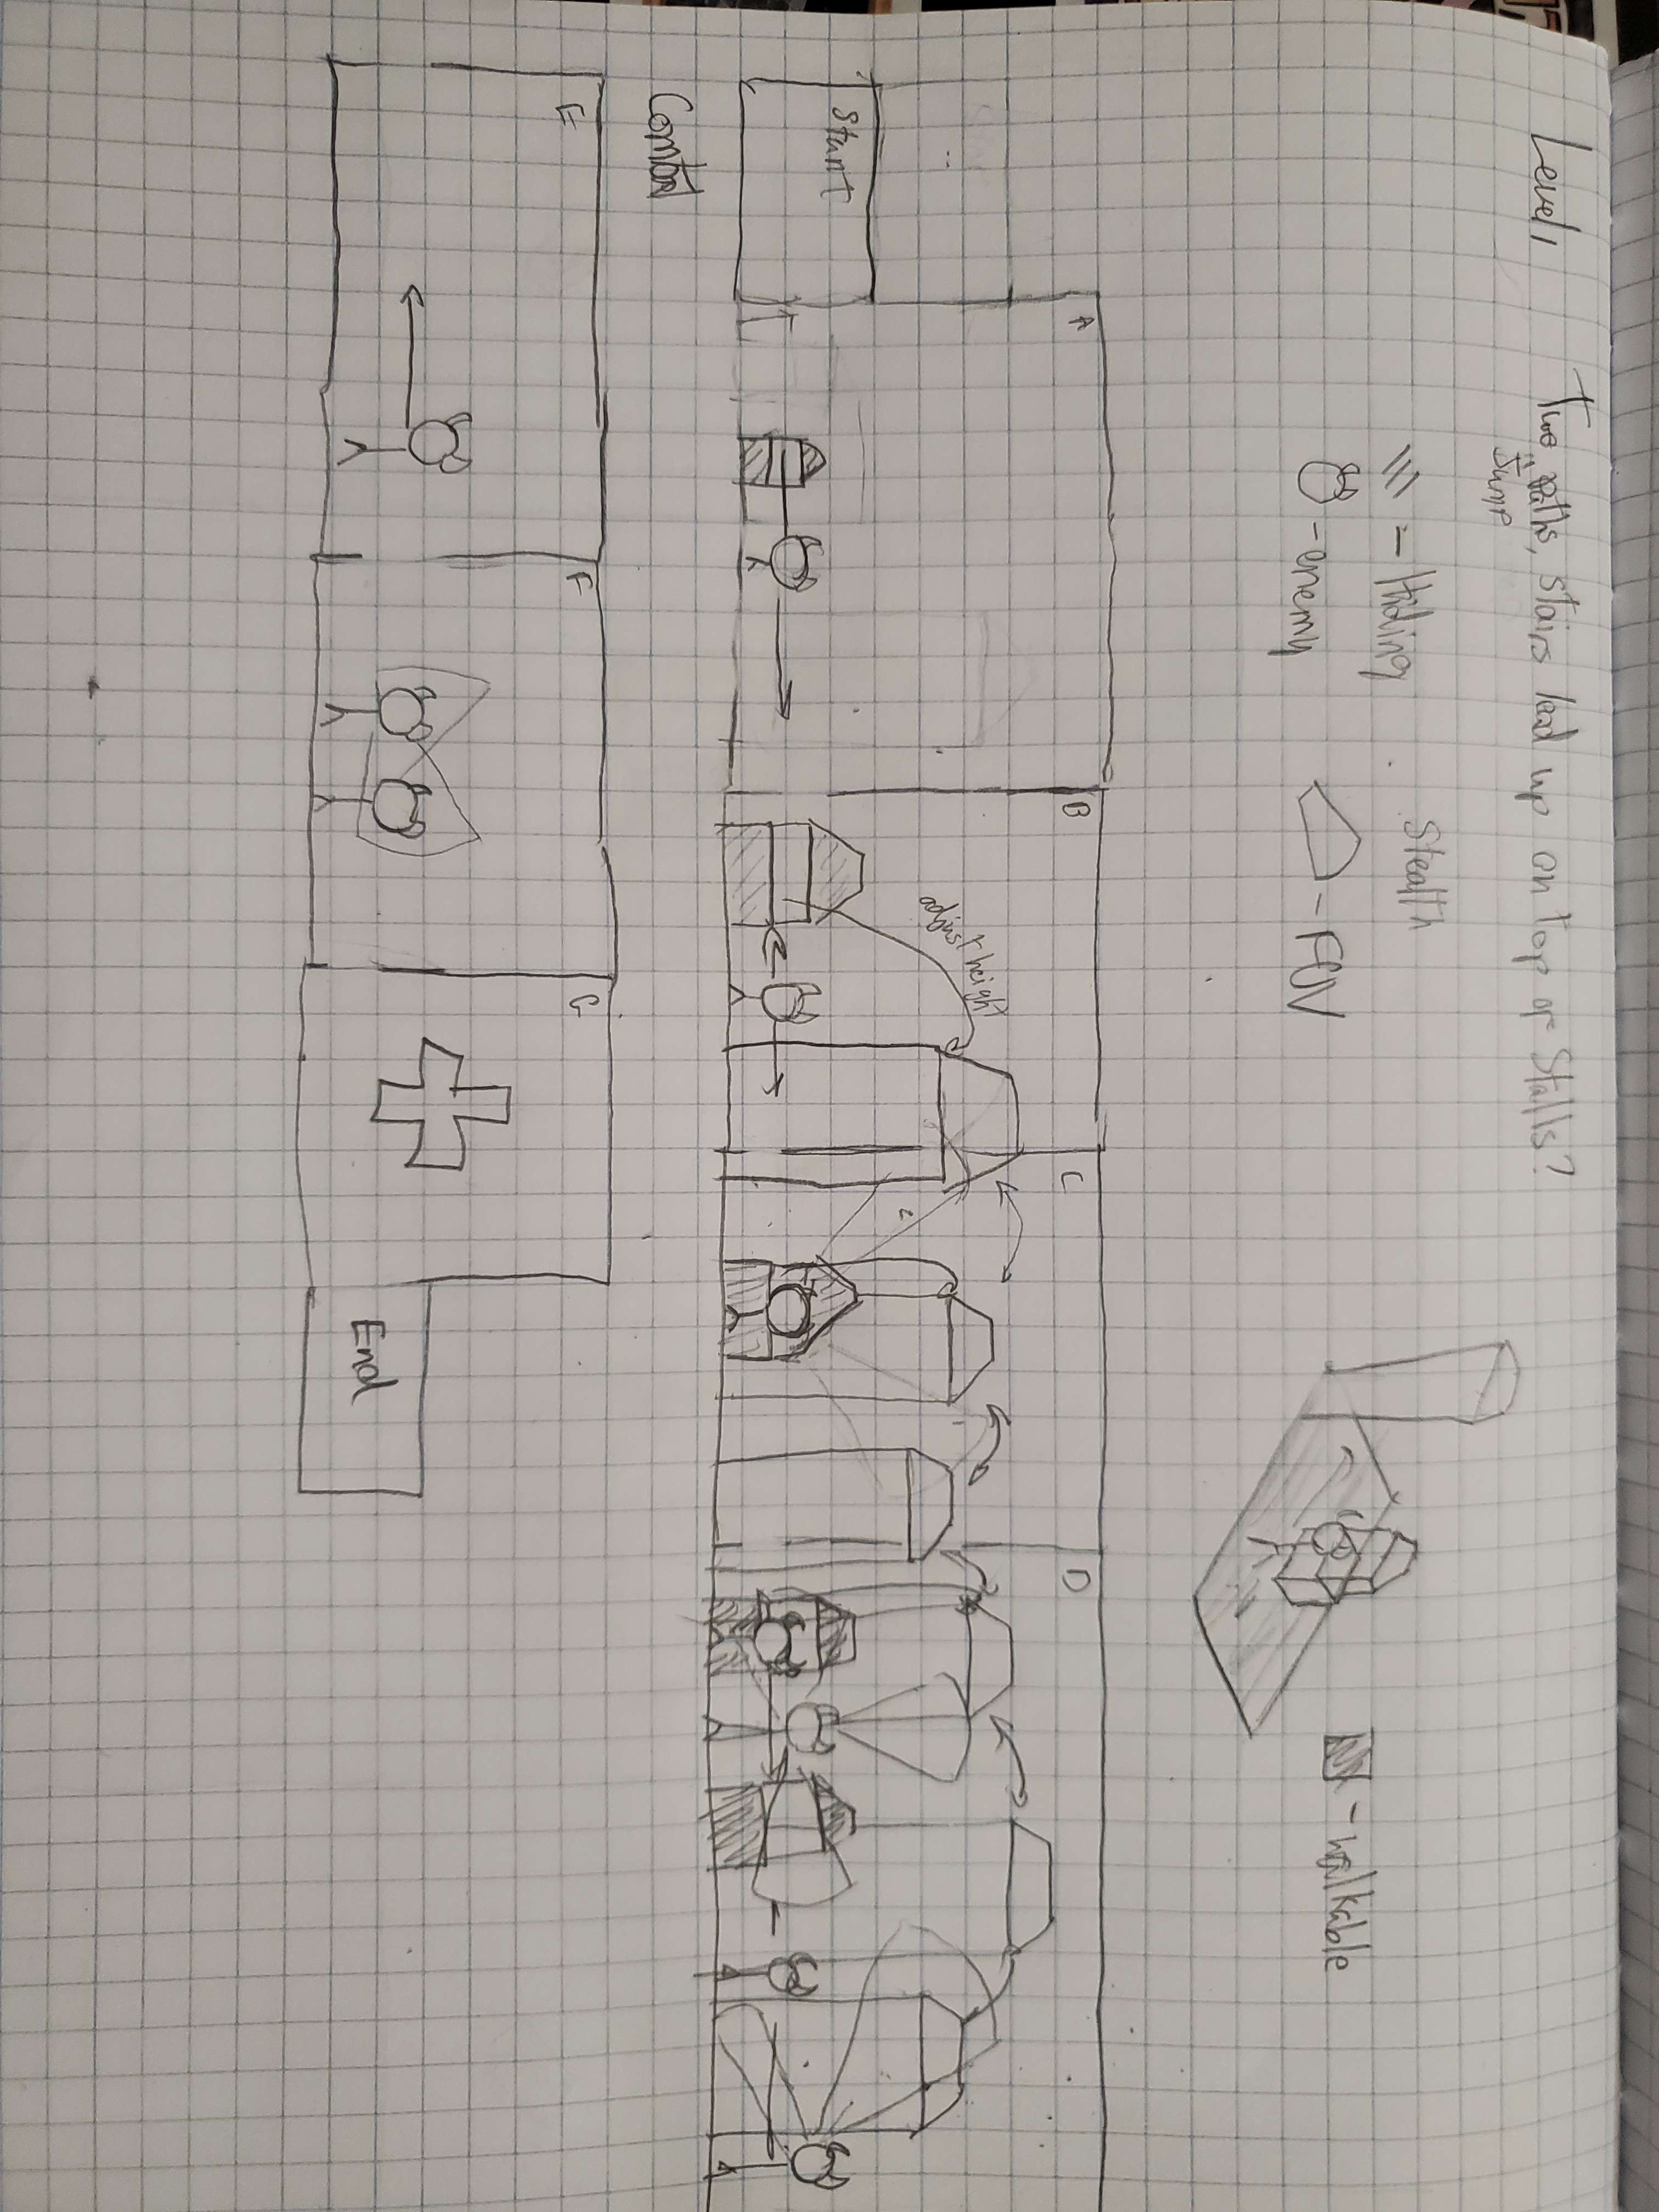 Level 1
Two paths, stairs lead up on top of Stalls?
Jump
/// = Hiding
Stealth
- enemy
- FOV
- walkable
A
B
C
D
Start
adjust height
Combat
E
F
G
End